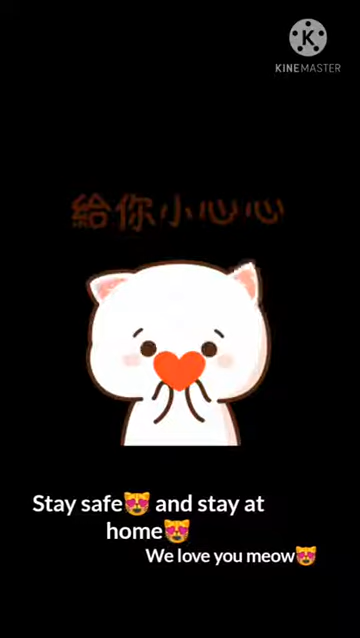 KINEMASTER
給你小心心
Stay safe😻 and stay at
home😻
We love you meow😻